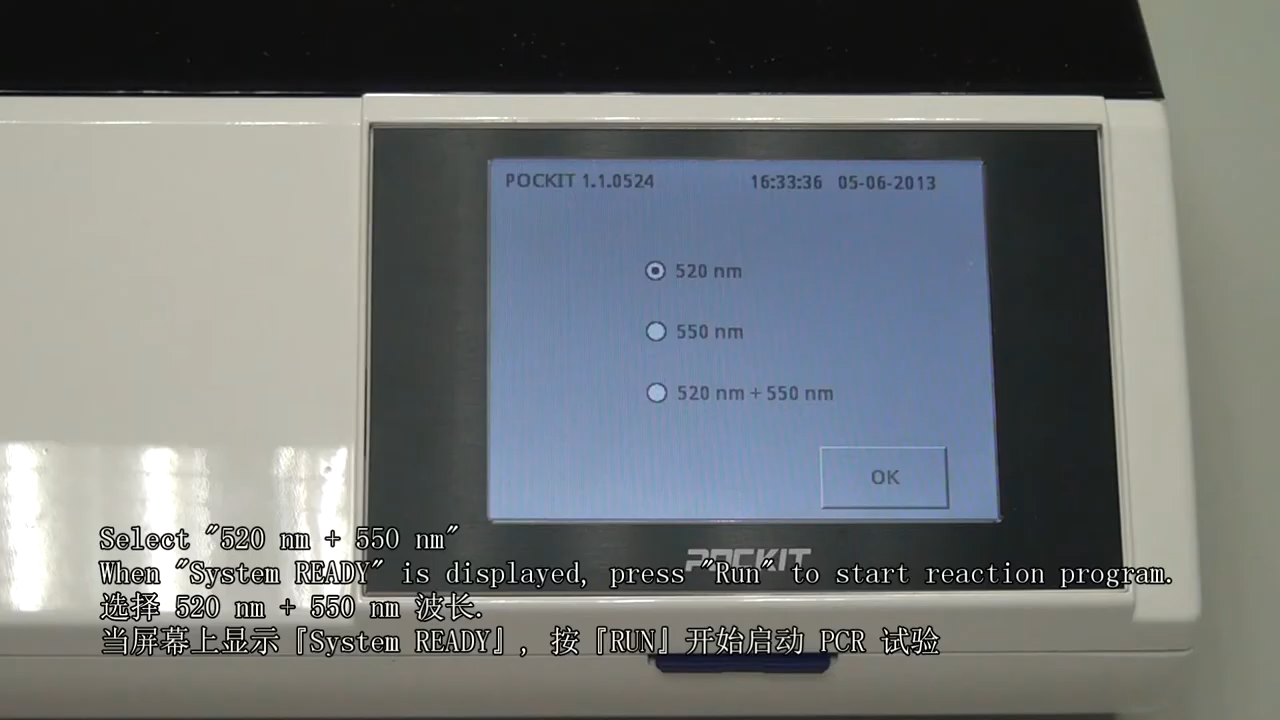 POCKIT 1.1.0524 16:33:36 05-06-2013
520 nm
550 nm
520 nm + 550 nm
OK
POCKIT
Select "520 nm + 550 nm"
When "System READY" is displayed, press "Run" to start reaction program.
选择 520 nm + 550 nm 波长.
当屏幕上显示『System READY』, 按『RUN』开始启动 PCR 试验